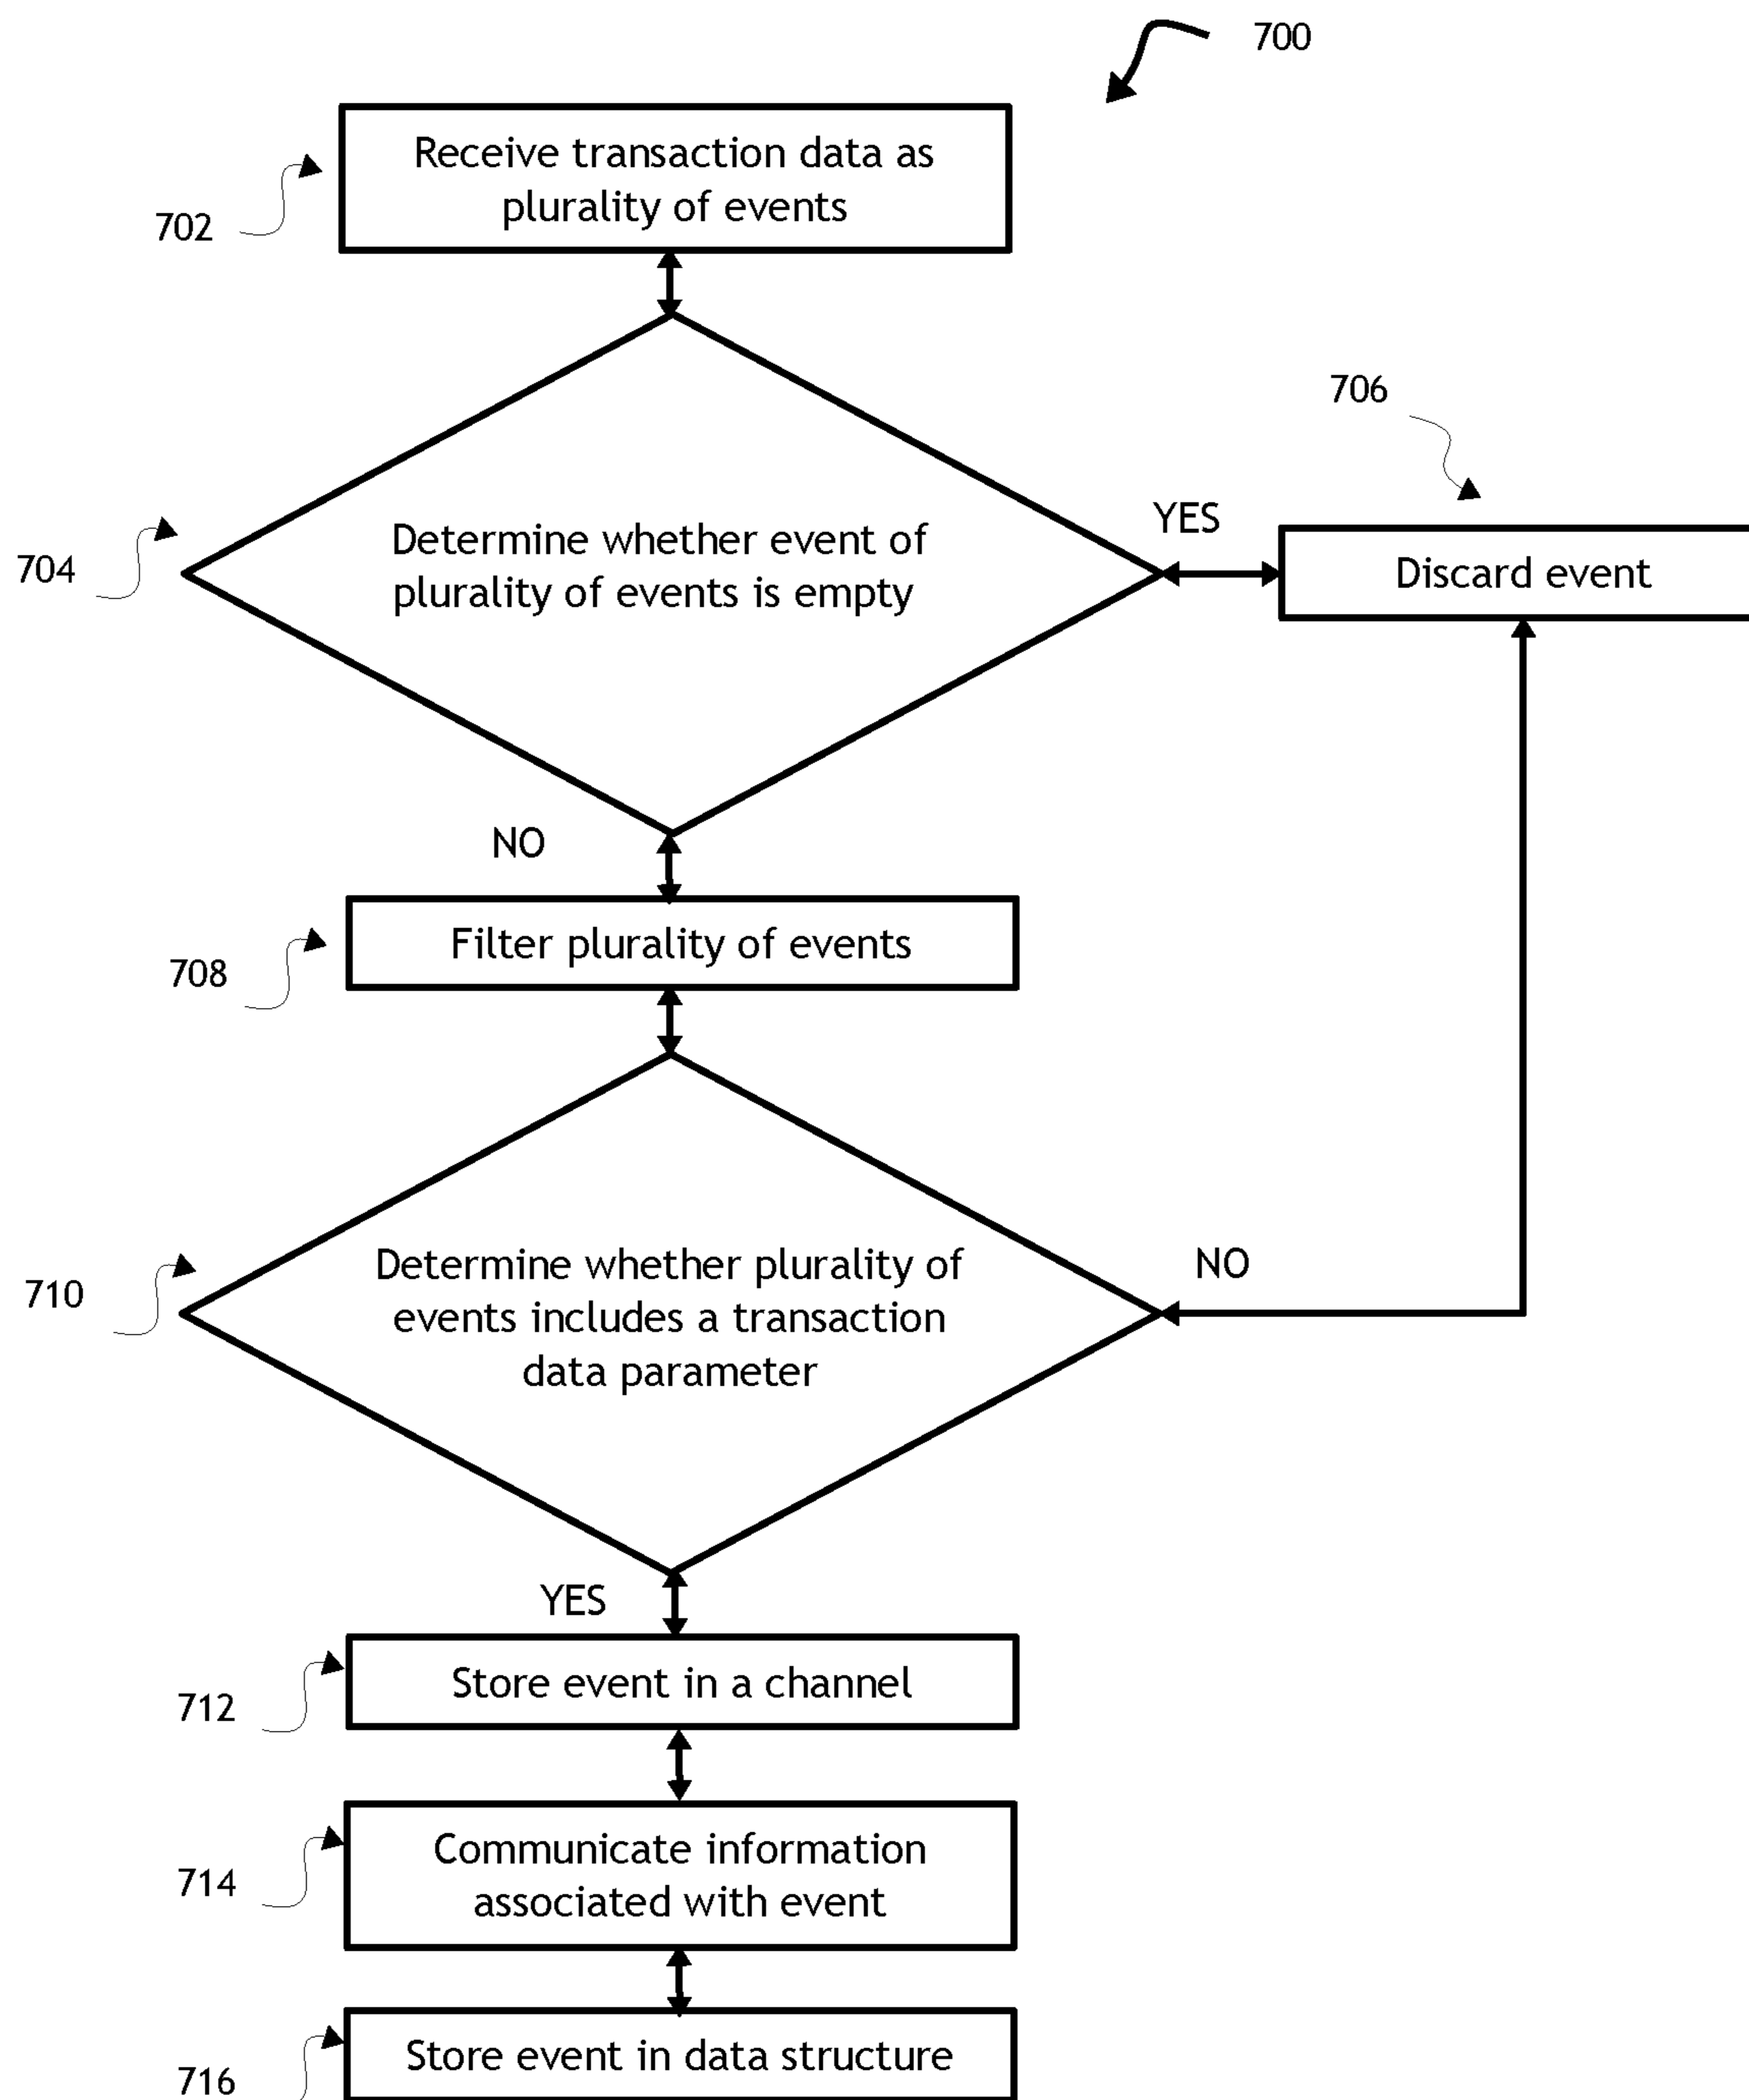 700
Receive transaction data as
plurality of events
702
706
YES
704
Determine whether event of
plurality of events is empty
Discard event
NO
Filter plurality of events
708
Determine whether plurality of
events includes a transaction
data parameter
NO
710
YES
Store event in a channel
712
Communicate information
associated with event
714
Store event in data structure
716